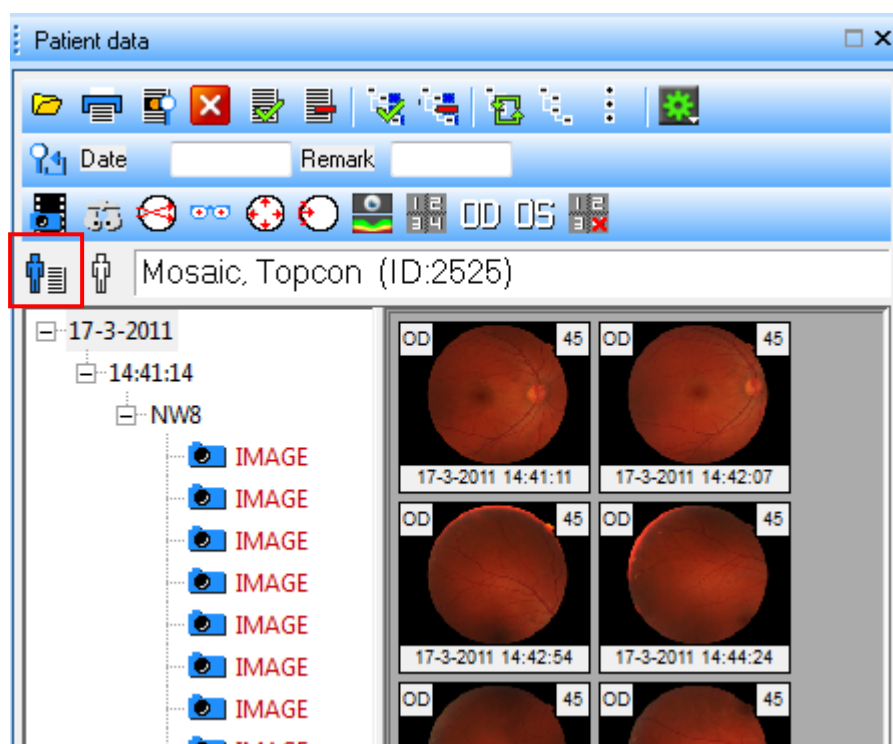 Patient data
Date Remark
OD OS
Mosaic, Topcon (ID:2525)
17-3-2011
14:41:14
NW8
IMAGE
IMAGE
IMAGE
IMAGE
IMAGE
IMAGE
IMAGE
OD 45 OD 45
17-3-2011 14:41:11 17-3-2011 14:42:07
OD 45 OD 45
17-3-2011 14:42:54 17-3-2011 14:44:24
OD 45 OD 45